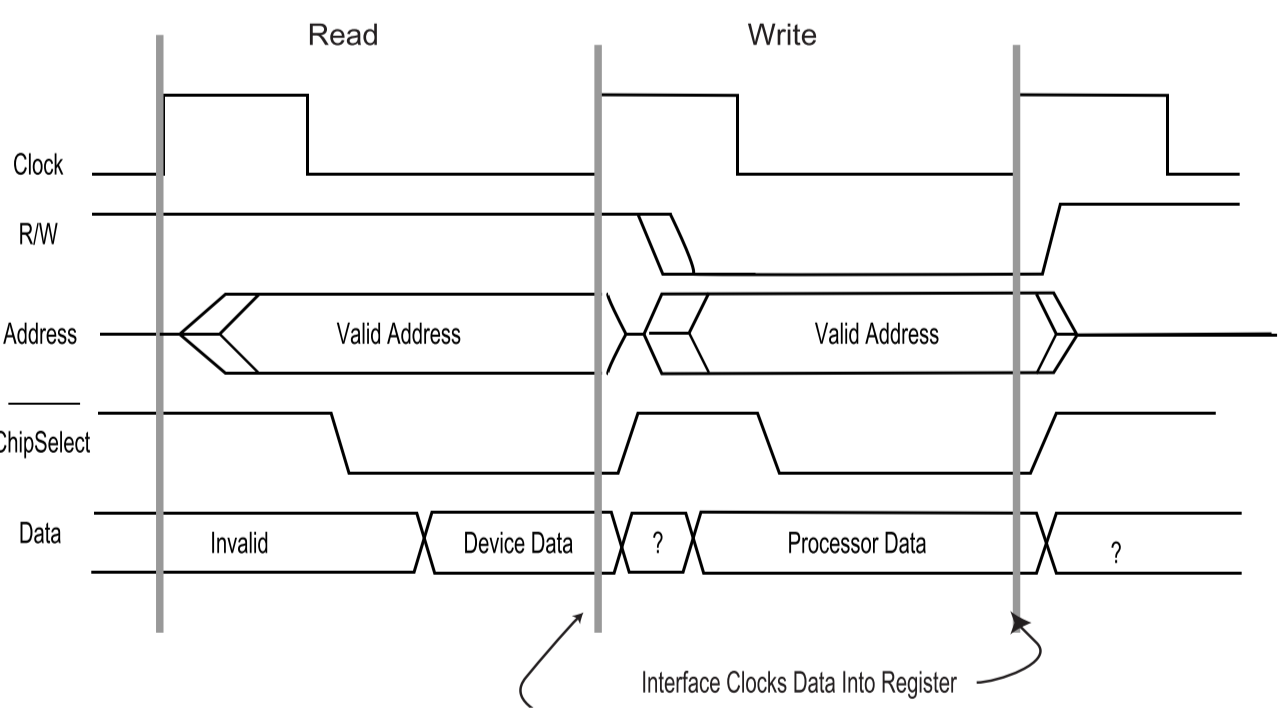 Read
Write
Clock
R/W
Address
Valid Address
Valid Address
ChipSelect
Data
Invalid
Device Data
?
Processor Data
?
Interface Clocks Data Into Register